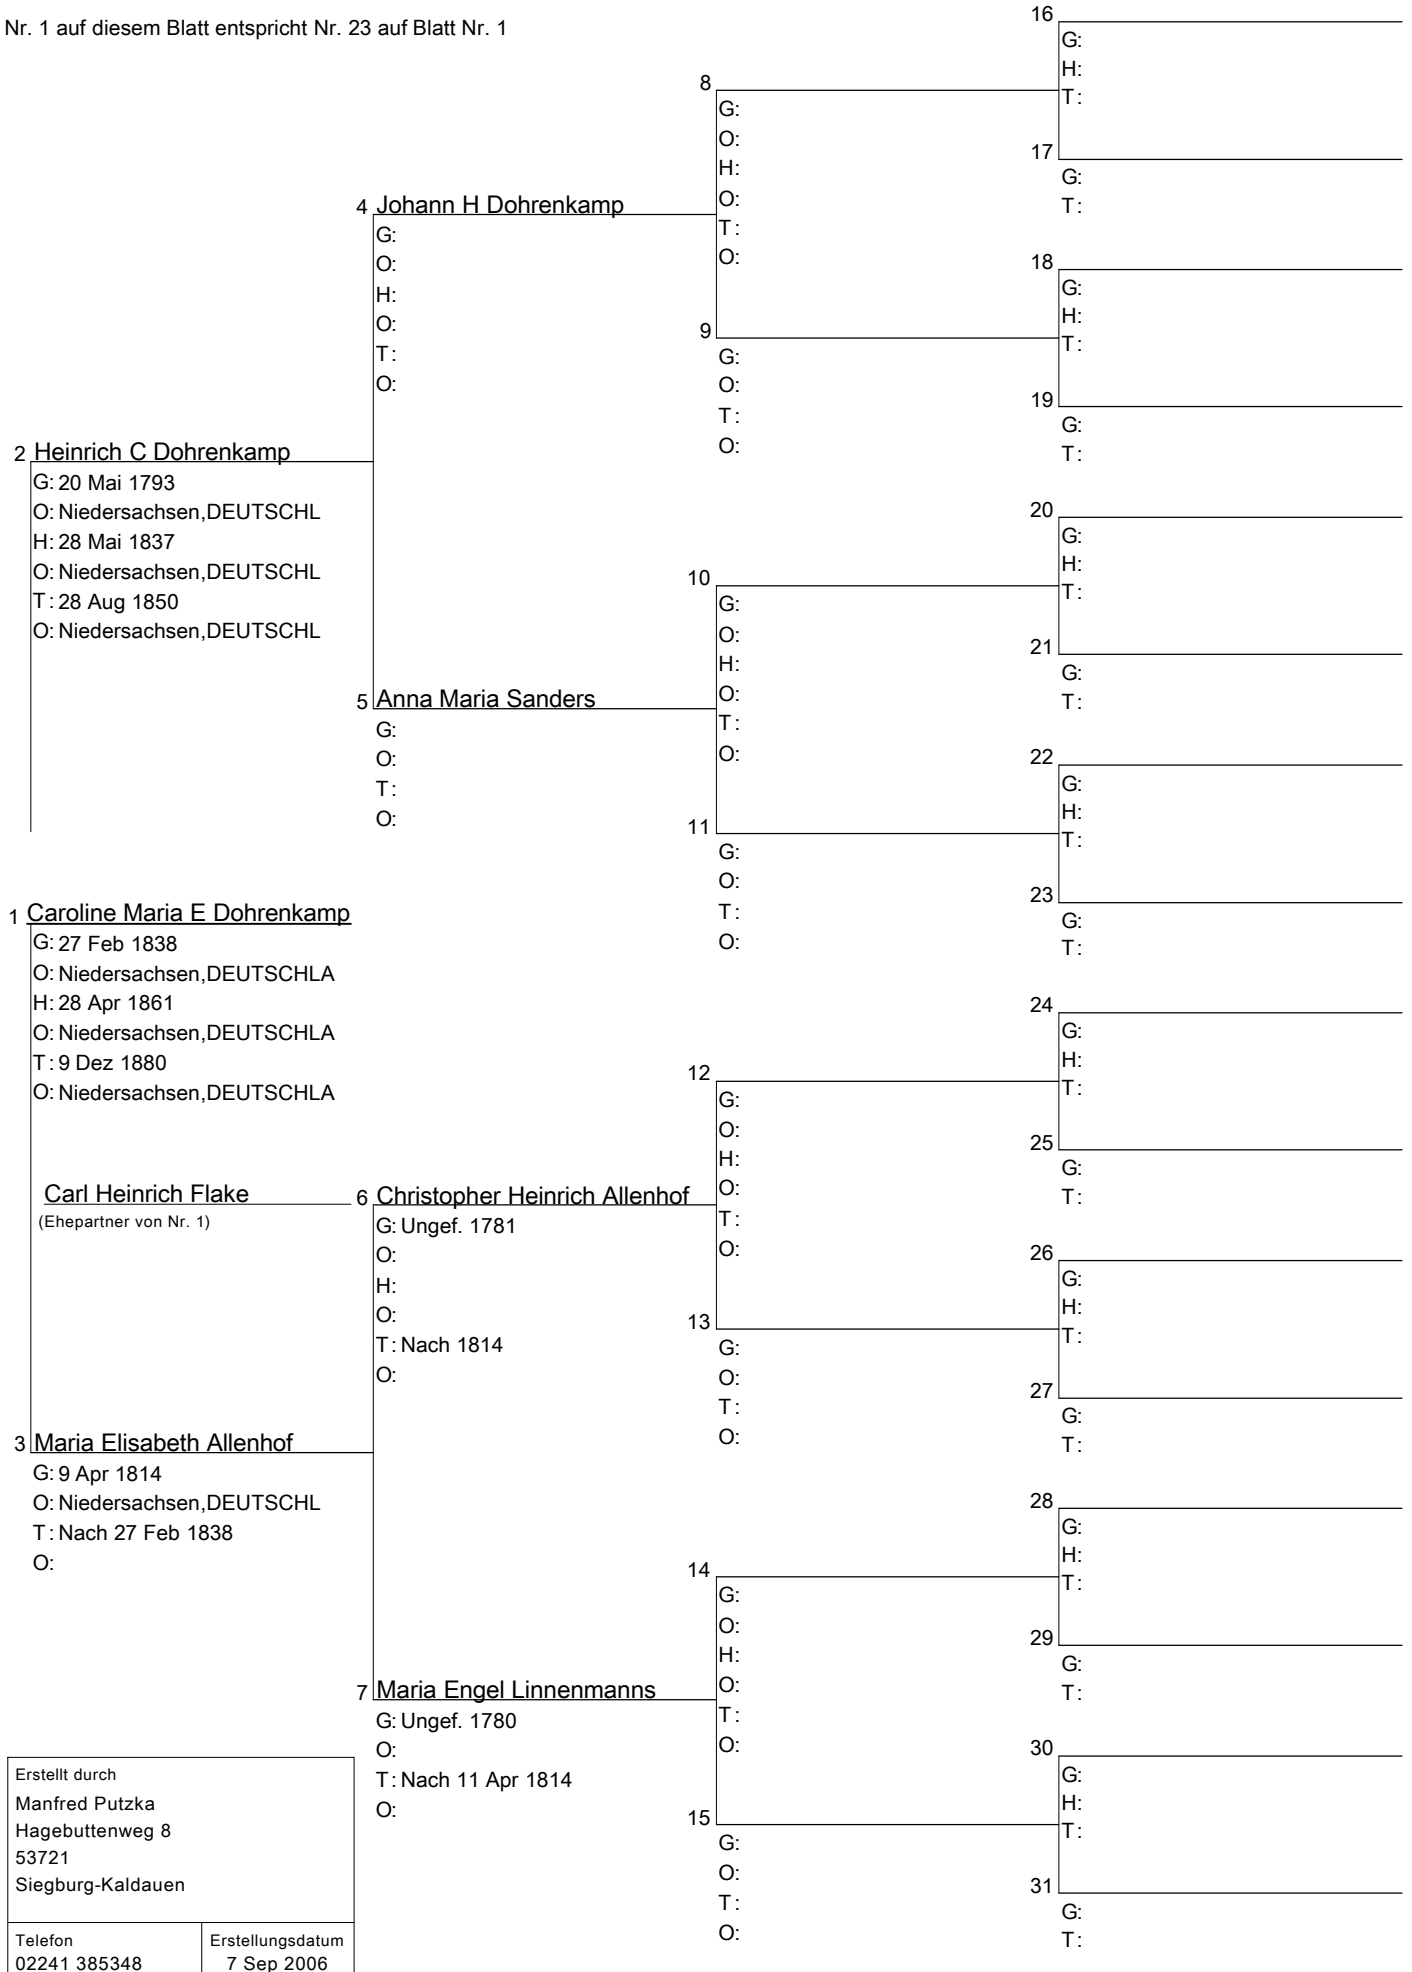 Nr. 1 auf diesem Blatt entspricht Nr. 23 auf Blatt Nr. 1
2 Heinrich C Dohrenkamp
G: 20 Mai 1793
O: Niedersachsen,DEUTSCHL
H: 28 Mai 1837
O: Niedersachsen,DEUTSCHL
T: 28 Aug 1850
O: Niedersachsen,DEUTSCHL
1 Caroline Maria E Dohrenkamp
G: 27 Feb 1838
O: Niedersachsen,DEUTSCHLA
H: 28 Apr 1861
O: Niedersachsen,DEUTSCHLA
T: 9 Dez 1880
O: Niedersachsen,DEUTSCHLA
Carl Heinrich Flake
(Ehepartner von Nr. 1)
3 Maria Elisabeth Allenhof
G: 9 Apr 1814
O: Niedersachsen,DEUTSCHL
T: Nach 27 Feb 1838
O:
4 Johann H Dohrenkamp
G:
O:
H:
O:
T:
O:
5 Anna Maria Sanders
G:
O:
T:
O:
6 Christopher Heinrich Allenhof
G: Ungef. 1781
O:
H:
O:
T: Nach 1814
O:
7 Maria Engel Linnenmanns
G: Ungef. 1780
O:
T: Nach 11 Apr 1814
O:
8
G:
O:
H:
O:
T:
O:
9
G:
O:
T:
O:
10
G:
O:
H:
O:
T:
O:
11
G:
O:
T:
O:
12
G:
O:
H:
O:
T:
O:
13
G:
O:
T:
O:
14
G:
O:
H:
O:
T:
O:
15
G:
O:
T:
O:
16
G:
H:
T:
17
G:
T:
18
G:
H:
T:
19
G:
T:
20
G:
H:
T:
21
G:
T:
22
G:
H:
T:
23
G:
T:
24
G:
H:
T:
25
G:
T:
26
G:
H:
T:
27
G:
T:
28
G:
H:
T:
29
G:
T:
30
G:
H:
T:
31
G:
T:
Erstellt durch
Manfred Putzka
Hagebuttenweg 8
53721
Siegburg-Kaldauen
Telefon
02241 385348
Erstellungsdatum
7 Sep 2006